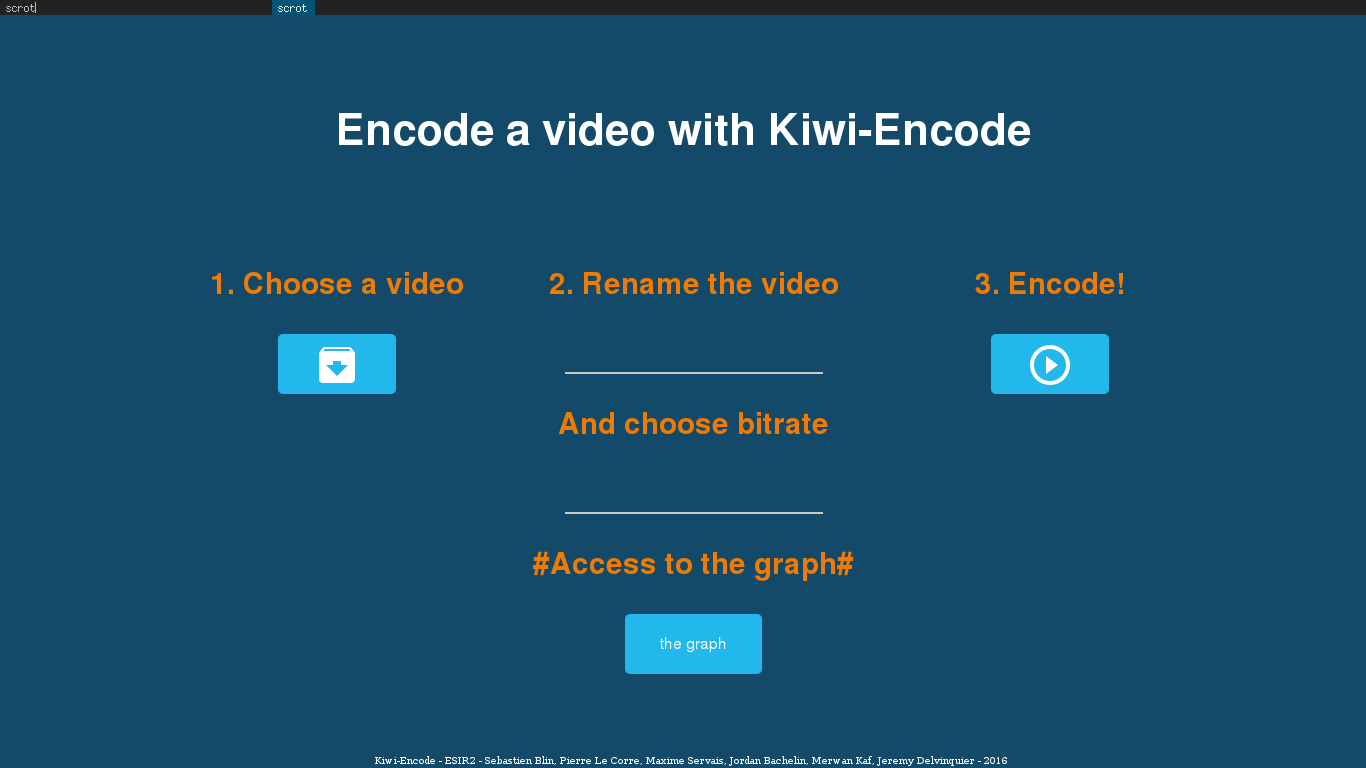 scrot scrot
Encode a video with Kiwi-Encode
1. Choose a video
2. Rename the video
And choose bitrate
#Access to the graph#
the graph
3. Encode!
Kiwi-Encode - ESIR2 - Sebastien Blin, Pierre Le Corre, Maxime Servais, Jordan Bachelin, Merwan Kaf, Jeremy Delvinquier - 2016